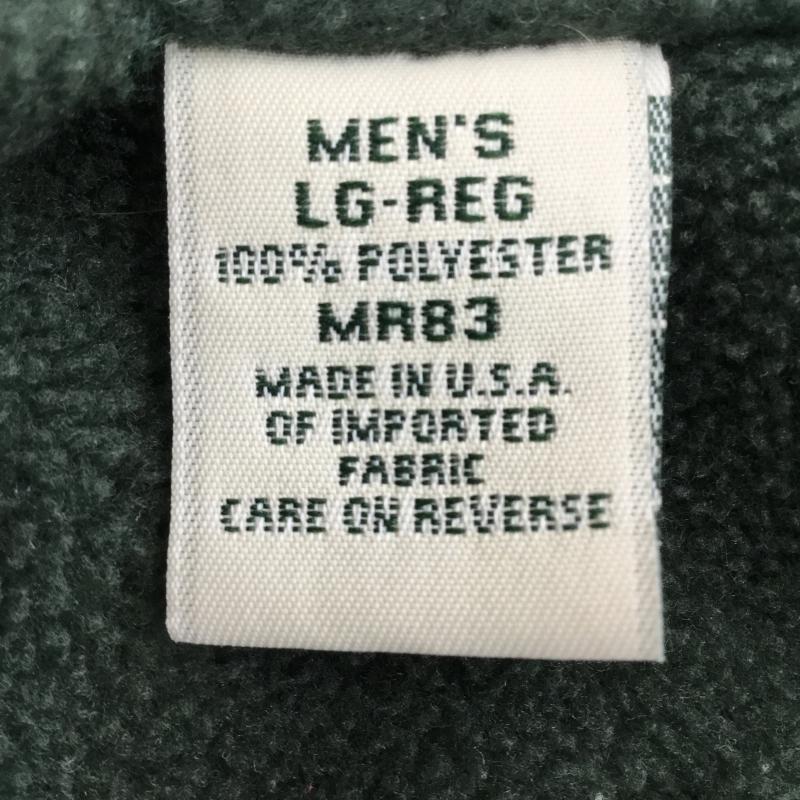 MEN'S
LG-REG
100% POLYESTER
MR83
MADE IN U.S.A.
OF IMPORTED
FABRIC
CARE ON REVERSE